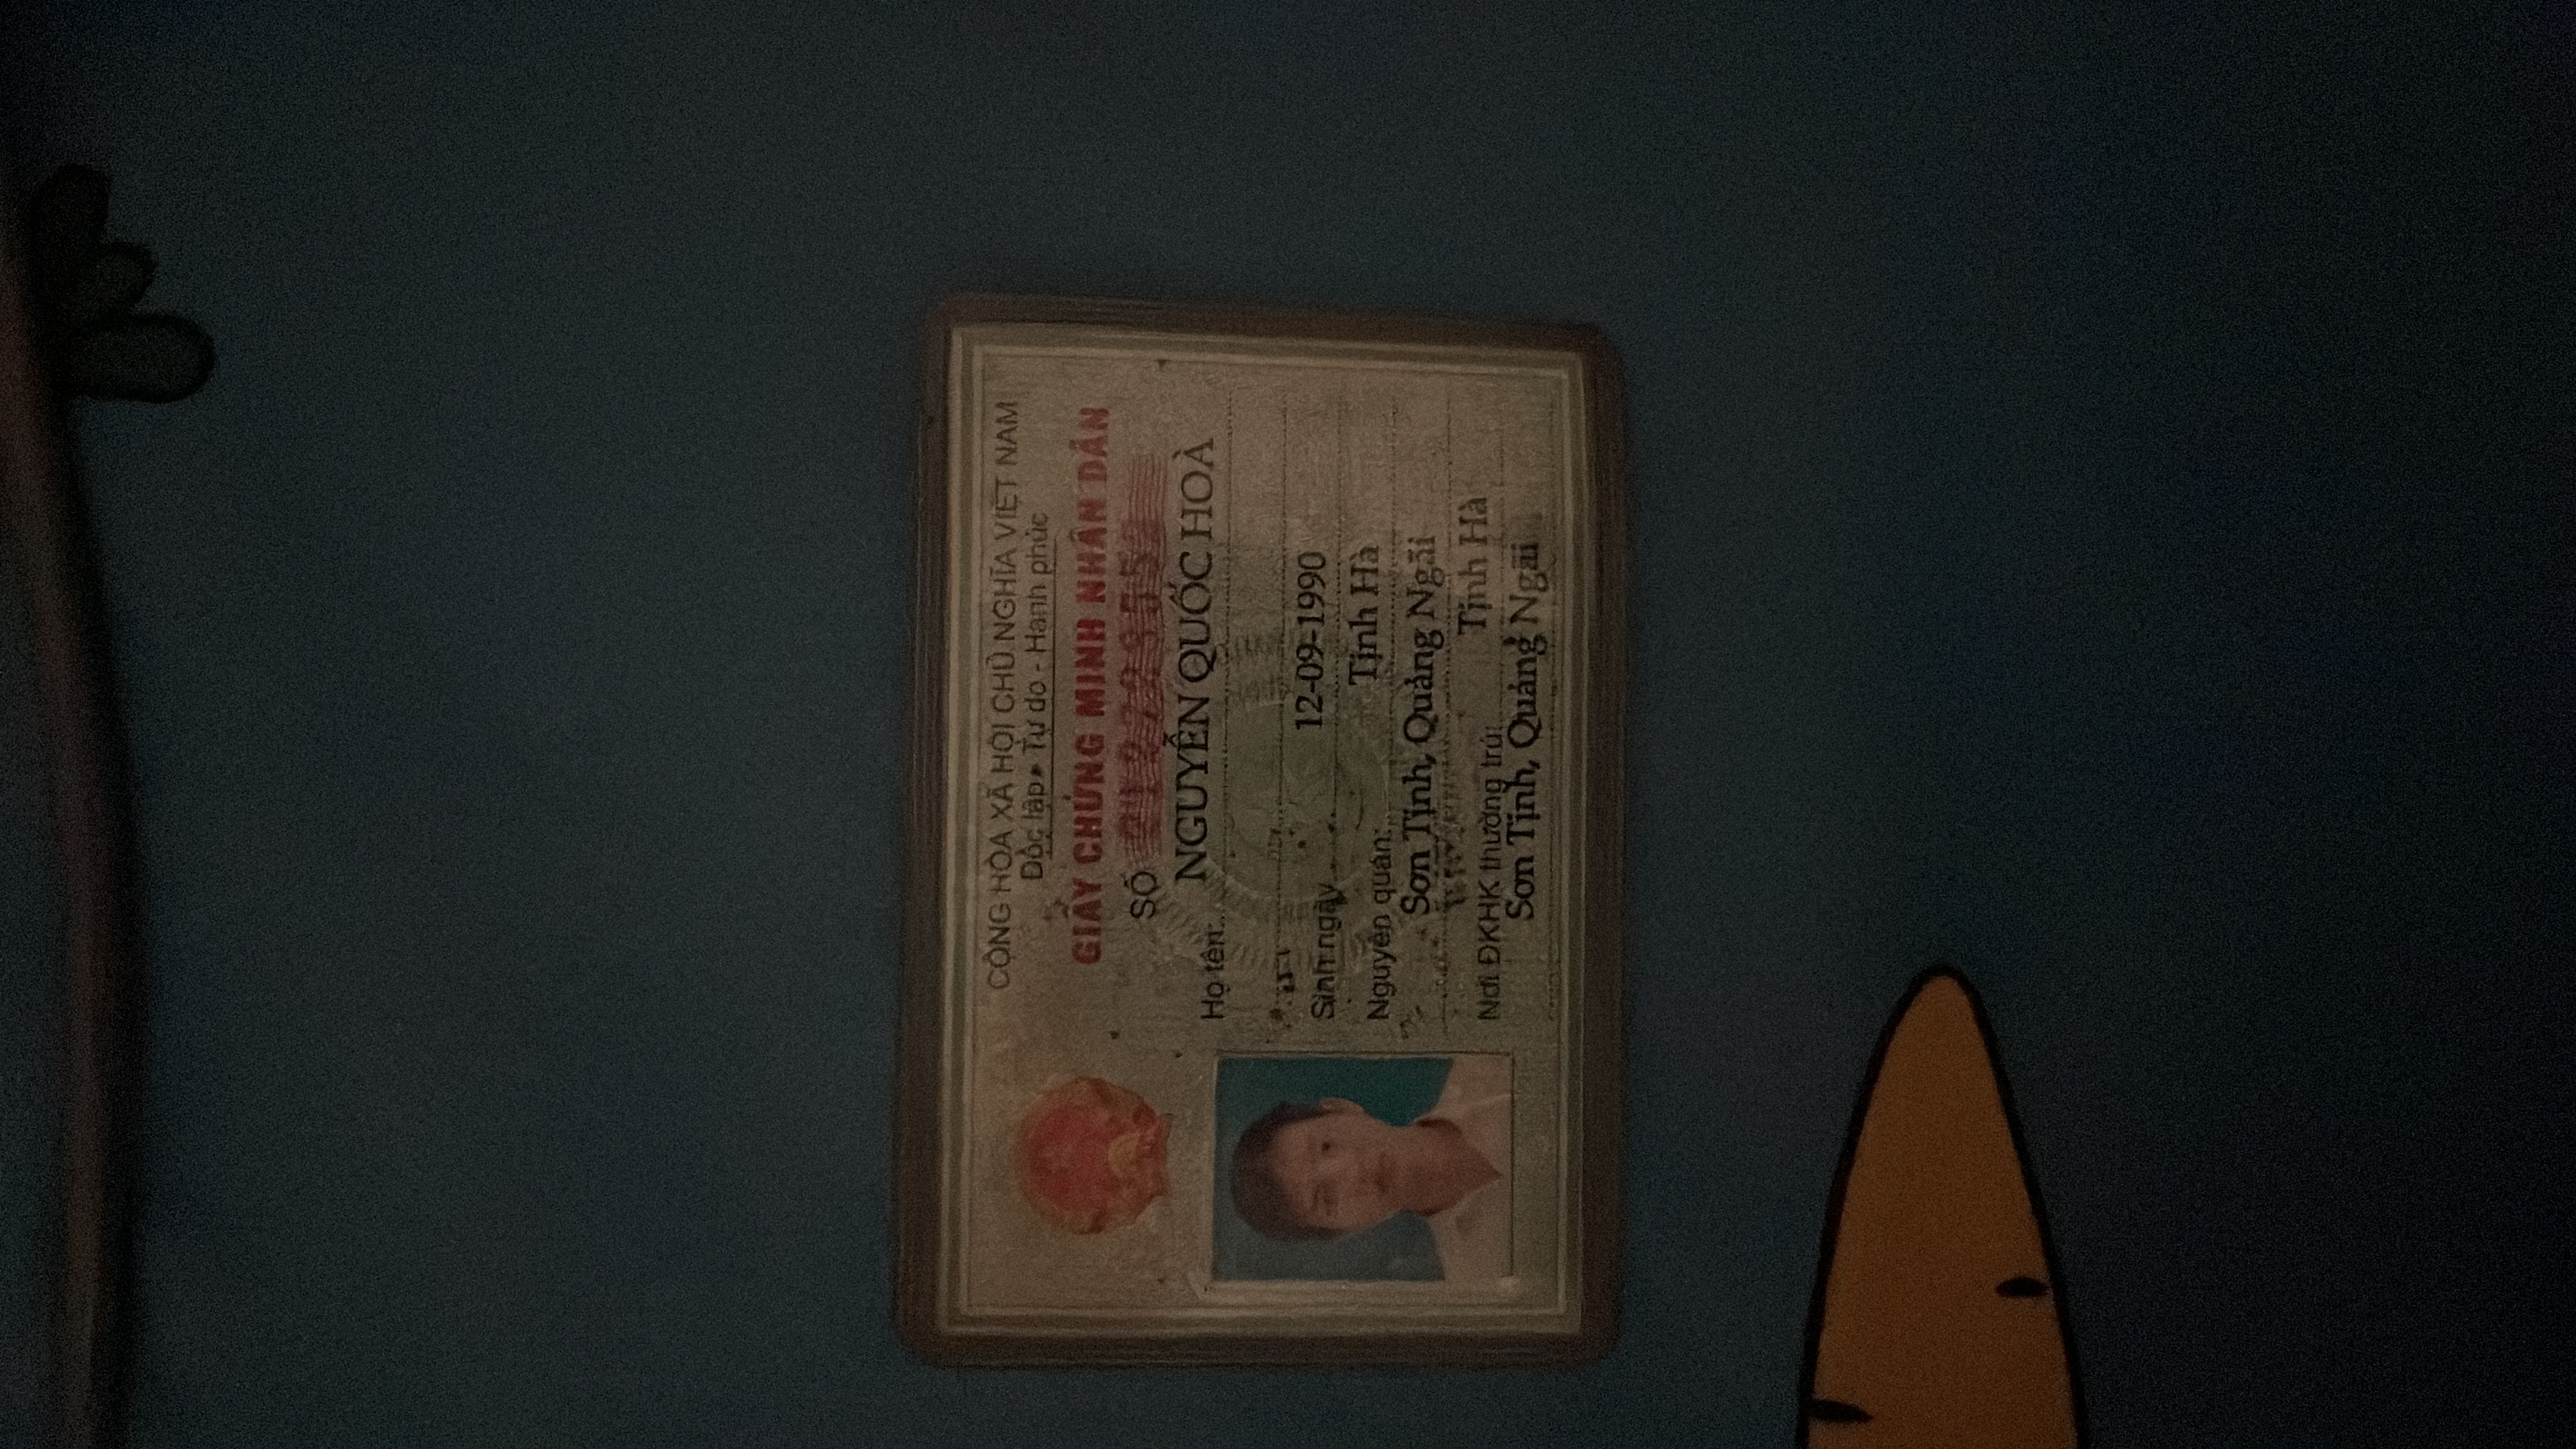 CỘNG HÒA XÃ HỘI CHỦ NGHĨA VIỆT NAM
Độc lập - Tự do - Hạnh phúc
GIẤY CHỨNG MINH NHÂN DÂN
SỐ 212723552
Họ tên: NGUYỄN QUỐC HOÀ
Sinh ngày 12-09-1990
Nguyên quán: Tịnh Hà
Sơn Tịnh, Quảng Ngãi
Nơi ĐKHK thường trú: Tịnh Hà
Sơn Tịnh, Quảng Ngãi